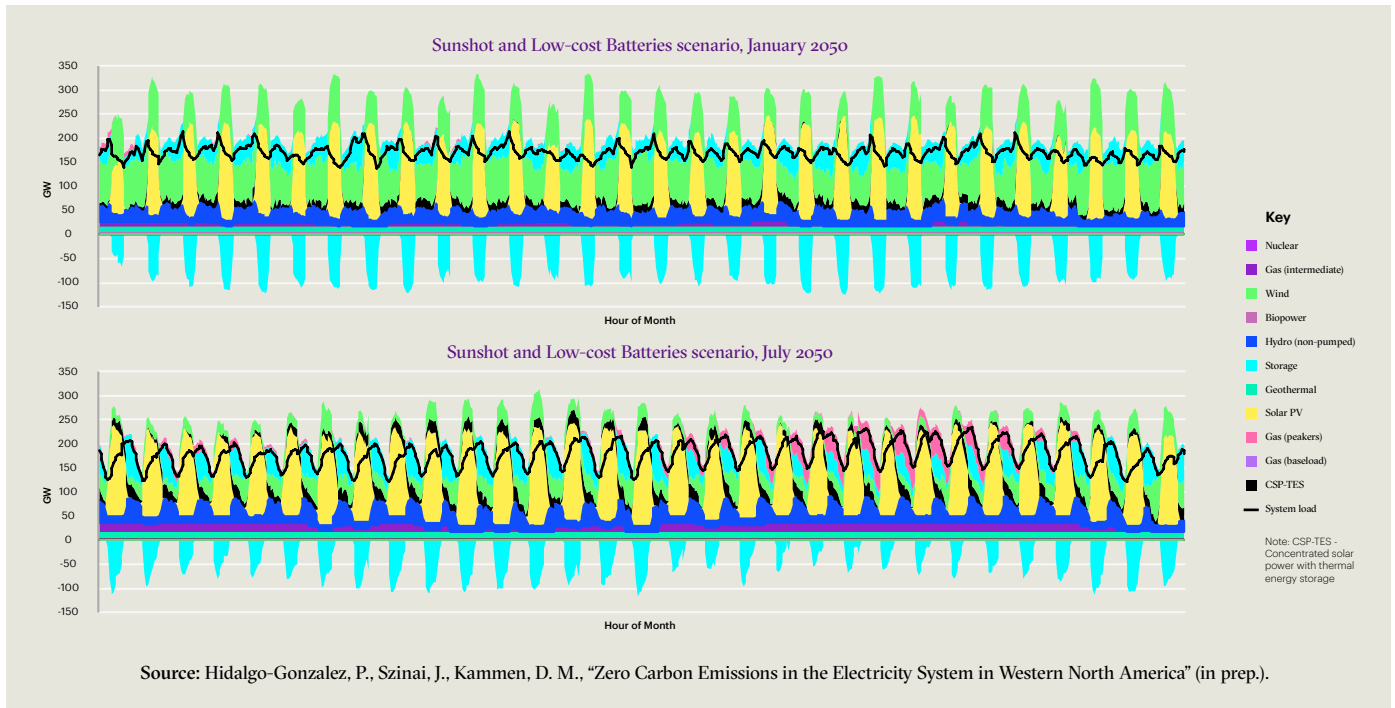 Sunshot and Low-cost Batteries scenario, January 2050
350
300
250
200
150
100
50
0
-50
-100
-150
GW
Hour of Month
Sunshot and Low-cost Batteries scenario, July 2050
350
300
250
200
150
100
50
0
-50
-100
-150
GW
Hour of Month
Key
Nuclear
Gas (intermediate)
Wind
Biopower
Hydro (non-pumped)
Storage
Geothermal
Solar PV
Gas (peakers)
Gas (baseload)
CSP-TES
System load
Note: CSP-TES -
Concentrated solar
power with thermal
energy storage
Source: Hidalgo-Gonzalez, P., Szinai, J., Kammen, D. M., “Zero Carbon Emissions in the Electricity System in Western North America” (in prep.).